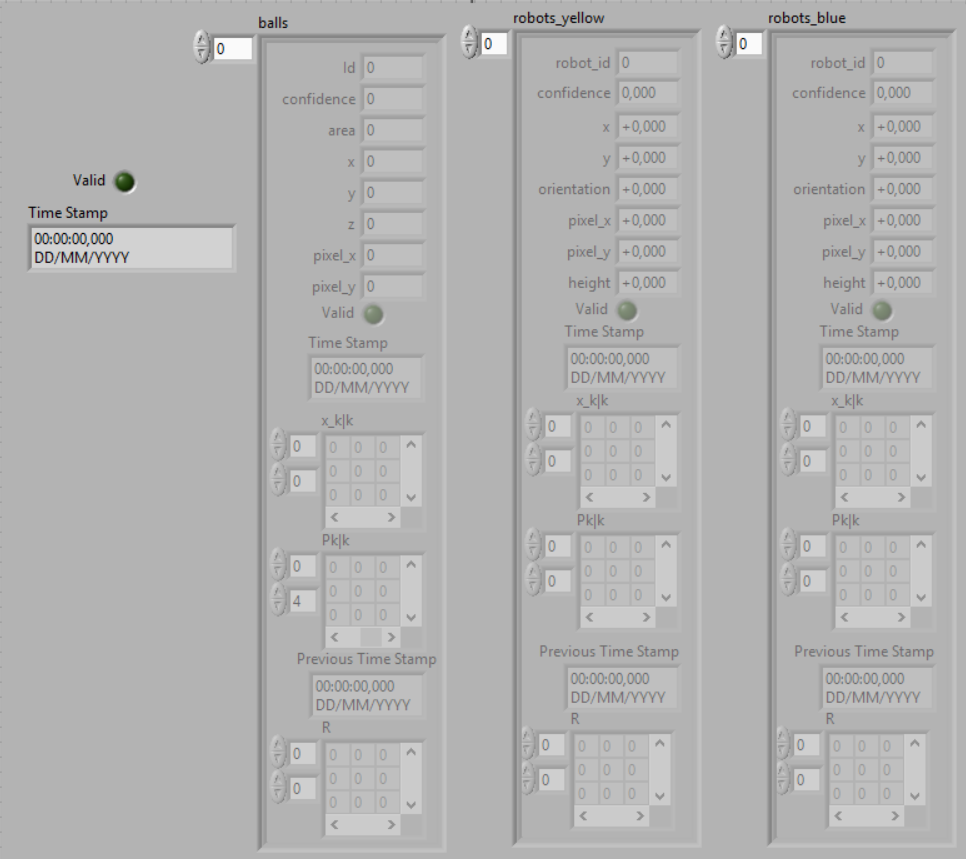 balls
0
Id 0
confidence 0
area 0
x 0
y 0
z 0
pixel_x 0
pixel_y 0
Valid
Time Stamp
00:00:00,000
DD/MM/YYYY
x_k|k
0 0 0 0
0 0 0 0
0 0 0
Pk|k
0 0 0 0
4 0 0 0
0 0 0
Previous Time Stamp
00:00:00,000
DD/MM/YYYY
R
0 0 0 0
0 0 0 0
0 0 0
robots_yellow
0
robot_id 0
confidence 0,000
x +0,000
y +0,000
orientation +0,000
pixel_x +0,000
pixel_y +0,000
height +0,000
Valid
Time Stamp
00:00:00,000
DD/MM/YYYY
x_k|k
0 0 0 0
0 0 0 0
0 0 0
Pk|k
0 0 0 0
0 0 0 0
0 0 0
Previous Time Stamp
00:00:00,000
DD/MM/YYYY
R
0 0 0 0
0 0 0 0
0 0 0
robots_blue
0
robot_id 0
confidence 0,000
x +0,000
y +0,000
orientation +0,000
pixel_x +0,000
pixel_y +0,000
height +0,000
Valid
Time Stamp
00:00:00,000
DD/MM/YYYY
x_k|k
0 0 0 0
0 0 0 0
0 0 0
Pk|k
0 0 0 0
0 0 0 0
0 0 0
Previous Time Stamp
00:00:00,000
DD/MM/YYYY
R
0 0 0 0
0 0 0 0
0 0 0
Valid
Time Stamp
00:00:00,000
DD/MM/YYYY